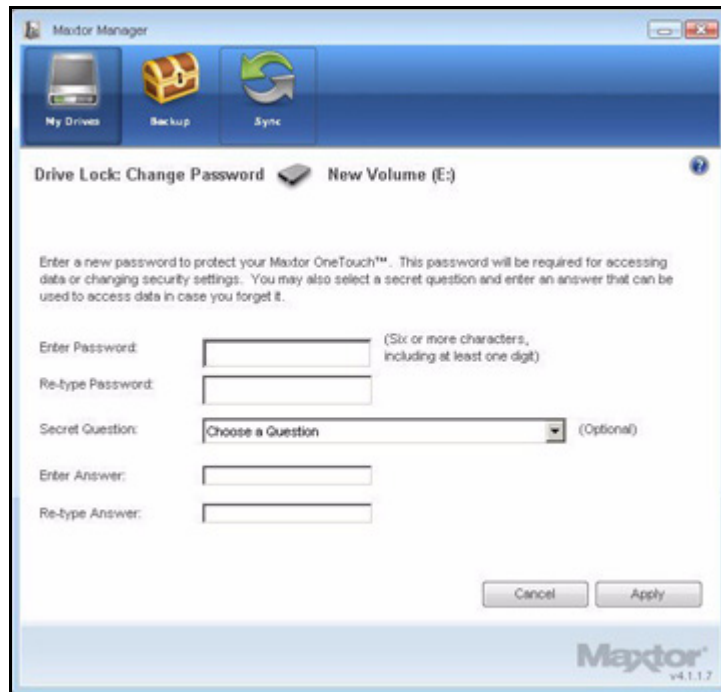 Maxtor Manager
My Drives
Backup
Sync
Drive Lock: Change Password
New Volume (E:)
?
Enter a new password to protect your Maxtor OneTouch™. This password will be required for accessing
data or changing security settings. You may also select a secret question and enter an answer that can be
used to access data in case you forget it.
Enter Password:
(Six or more characters,
including at least one digit)
Re-type Password:
Secret Question:
Choose a Question
(Optional)
Enter Answer:
Re-type Answer:
Cancel
Apply
Maxtor
v4.1.1.7